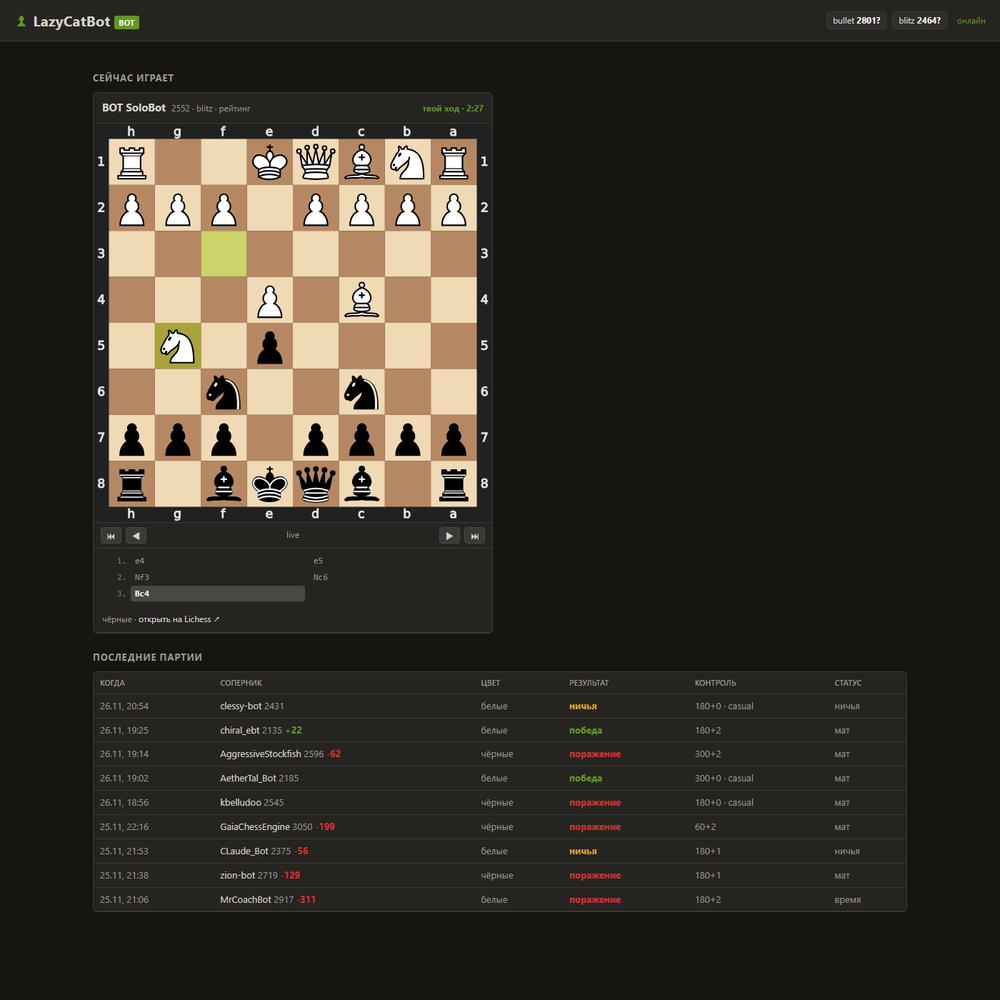 LazyCatBot BOT bullet 2801? blitz 2464? онлайн
СЕЙЧАС ИГРАЕТ
BOT SoloBot 2552 · blitz · рейтинг твой ход · 2:27
h g f e d c b a
1 1
2 2
3 3
4 4
5 5
6 6
7 7
8 8
h g f e d c b a
live
1. e4 e5
2. Nf3 Nc6
3. Bc4
чёрные · открыть на Lichess ↗
ПОСЛЕДНИЕ ПАРТИИ
КОГДА СОПЕРНИК ЦВЕТ РЕЗУЛЬТАТ КОНТРОЛЬ СТАТУС
26.11, 20:54 clessy-bot 2431 белые ничья 180+0 · casual ничья
26.11, 19:25 chiral_ebt 2135 +22 белые победа 180+2 мат
26.11, 19:14 AggressiveStockfish 2596 -62 чёрные поражение 300+2 мат
26.11, 19:02 AetherTal_Bot 2185 белые победа 300+0 · casual мат
26.11, 18:56 kbelludoo 2545 чёрные поражение 180+0 · casual мат
25.11, 22:16 GaiaChessEngine 3050 -199 чёрные поражение 60+2 мат
25.11, 21:53 CLaude_Bot 2375 -56 белые ничья 180+1 ничья
25.11, 21:38 zion-bot 2719 -129 чёрные поражение 180+1 мат
25.11, 21:06 MrCoachBot 2917 -311 белые поражение 180+2 время